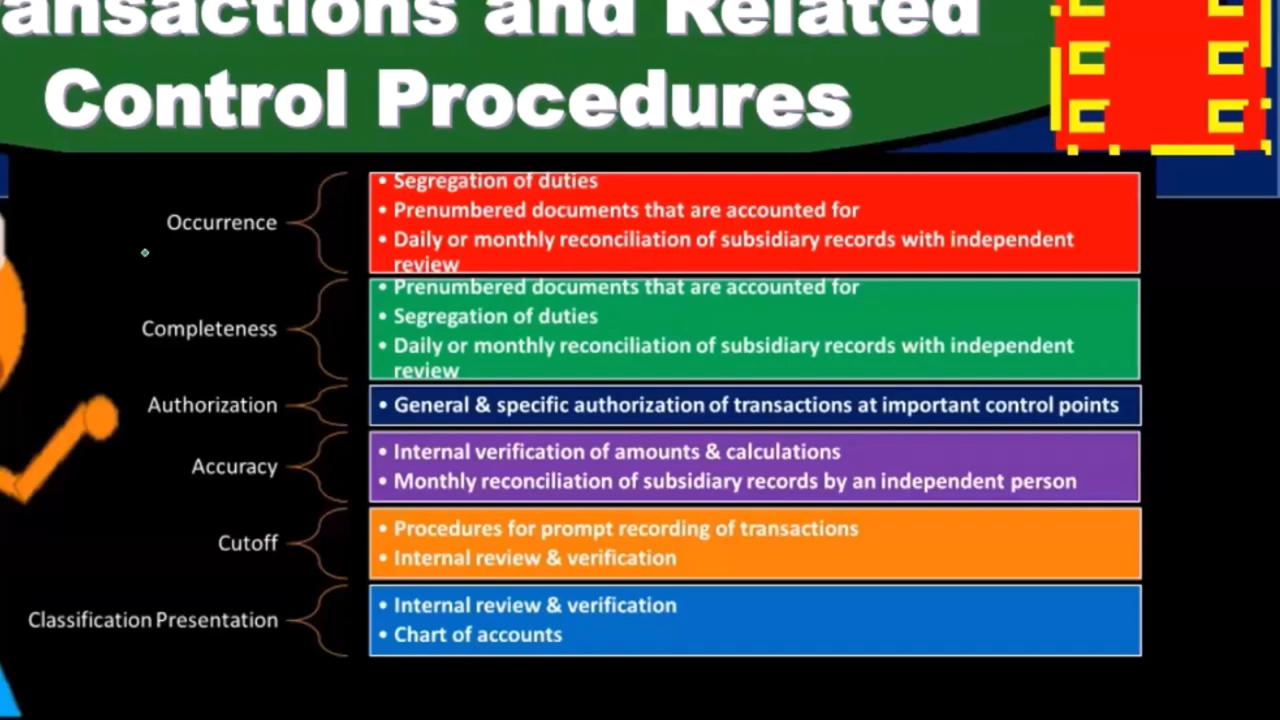 ansactions and Related
Control Procedures
Occurrence
• Segregation of duties
• Prenumbered documents that are accounted for
• Daily or monthly reconciliation of subsidiary records with independent
review
Completeness
• Prenumbered documents that are accounted for
• Segregation of duties
• Daily or monthly reconciliation of subsidiary records with independent
review
Authorization
• General & specific authorization of transactions at important control points
Accuracy
• Internal verification of amounts & calculations
• Monthly reconciliation of subsidiary records by an independent person
Cutoff
• Procedures for prompt recording of transactions
• Internal review & verification
Classification Presentation
• Internal review & verification
• Chart of accounts